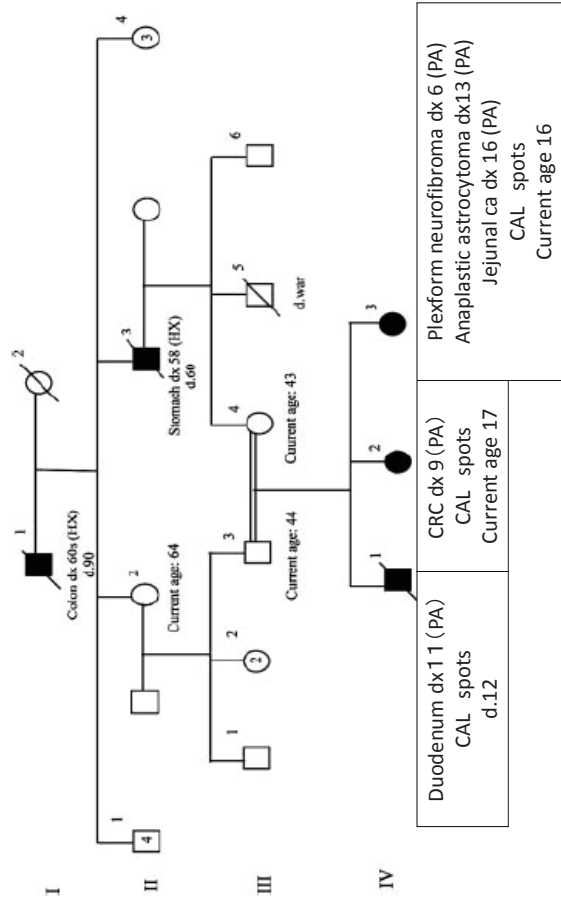 I
1
2
Colon dx 60s (HX)
d.90
II
1
4
2
Current age: 64
3
Stomach dx 58 (HX)
d.60
4
3
III
1
2
2
3
Current age: 44
4
Cuurent age: 43
5
d.war
6
IV
1
2
3
Duodenum dx11 (PA)
CAL spots
d.12
CRC dx 9 (PA)
CAL spots
Current age 17
Plexform neurofibroma dx 6 (PA)
Anaplastic astrocytoma dx13 (PA)
Jejunal ca dx 16 (PA)
CAL spots
Current age 16